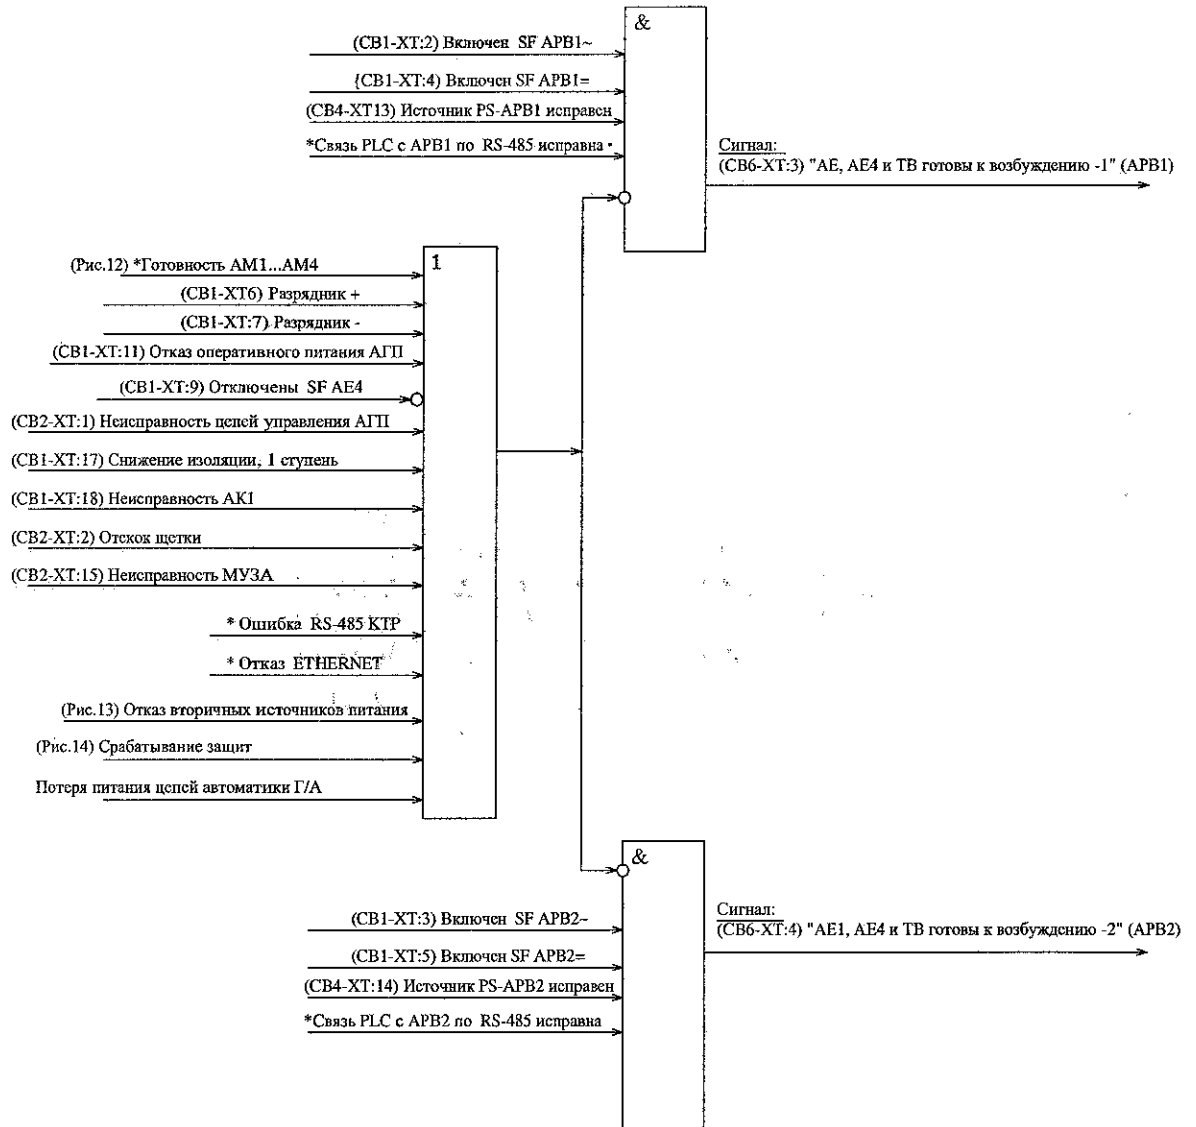 &
(СВ1-ХТ:2) Включен SF АРВ1~
{СВ1-ХТ:4) Включен SF АРВ1=
(СВ4-ХТ13) Источник PS-АРВ1 исправен
*Связь PLC с АРВ1 по RS-485 исправна
Сигнал:
(СВ6-ХТ:3) "АЕ, АЕ4 и ТВ готовы к возбуждению -1" (АРВ1)
1
(Рис.12) *Готовность АМ1...АМ4
(СВ1-ХТ6) Разрядник +
(СВ1-ХТ:7) Разрядник -
(СВ1-ХТ:11) Отказ оперативного питания АГП
(СВ1-ХТ:9) Отключены SF АЕ4
(СВ2-ХТ:1) Неисправность цепей управления АГП
(СВ1-ХТ:17) Снижение изоляции, 1 ступень
(СВ1-ХТ:18) Неисправность АК1
(СВ2-ХТ:2) Отскок щетки
(СВ2-ХТ:15) Неисправность МУЗА
* Ошибка RS-485 КТР
* Отказ ETHERNET
(Рис.13) Отказ вторичных источников питания
(Рис.14) Срабатывание защит
Потеря питания цепей автоматики Г/А
&
(СВ1-ХТ:3) Включен SF АРВ2~
(СВ1-ХТ:5) Включен SF АРВ2=
(СВ4-ХТ:14) Источник PS-АРВ2 исправен
*Связь PLC с АРВ2 по RS-485 исправна
Сигнал:
(СВ6-ХТ:4) "АЕ1, АЕ4 и ТВ готовы к возбуждению -2" (АРВ2)